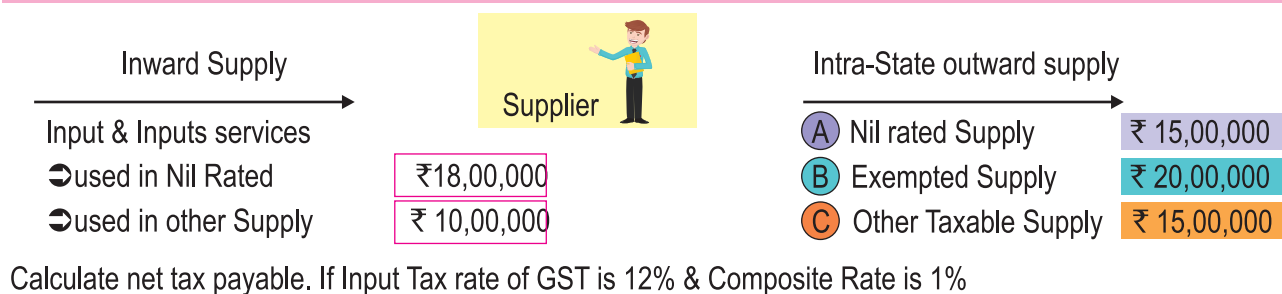 Inward Supply
Supplier
Intra-State outward supply
Input & Inputs services
➲used in Nil Rated ₹18,00,000
➲used in other Supply ₹ 10,00,000
A Nil rated Supply ₹ 15,00,000
B Exempted Supply ₹ 20,00,000
C Other Taxable Supply ₹ 15,00,000
Calculate net tax payable. If Input Tax rate of GST is 12% & Composite Rate is 1%